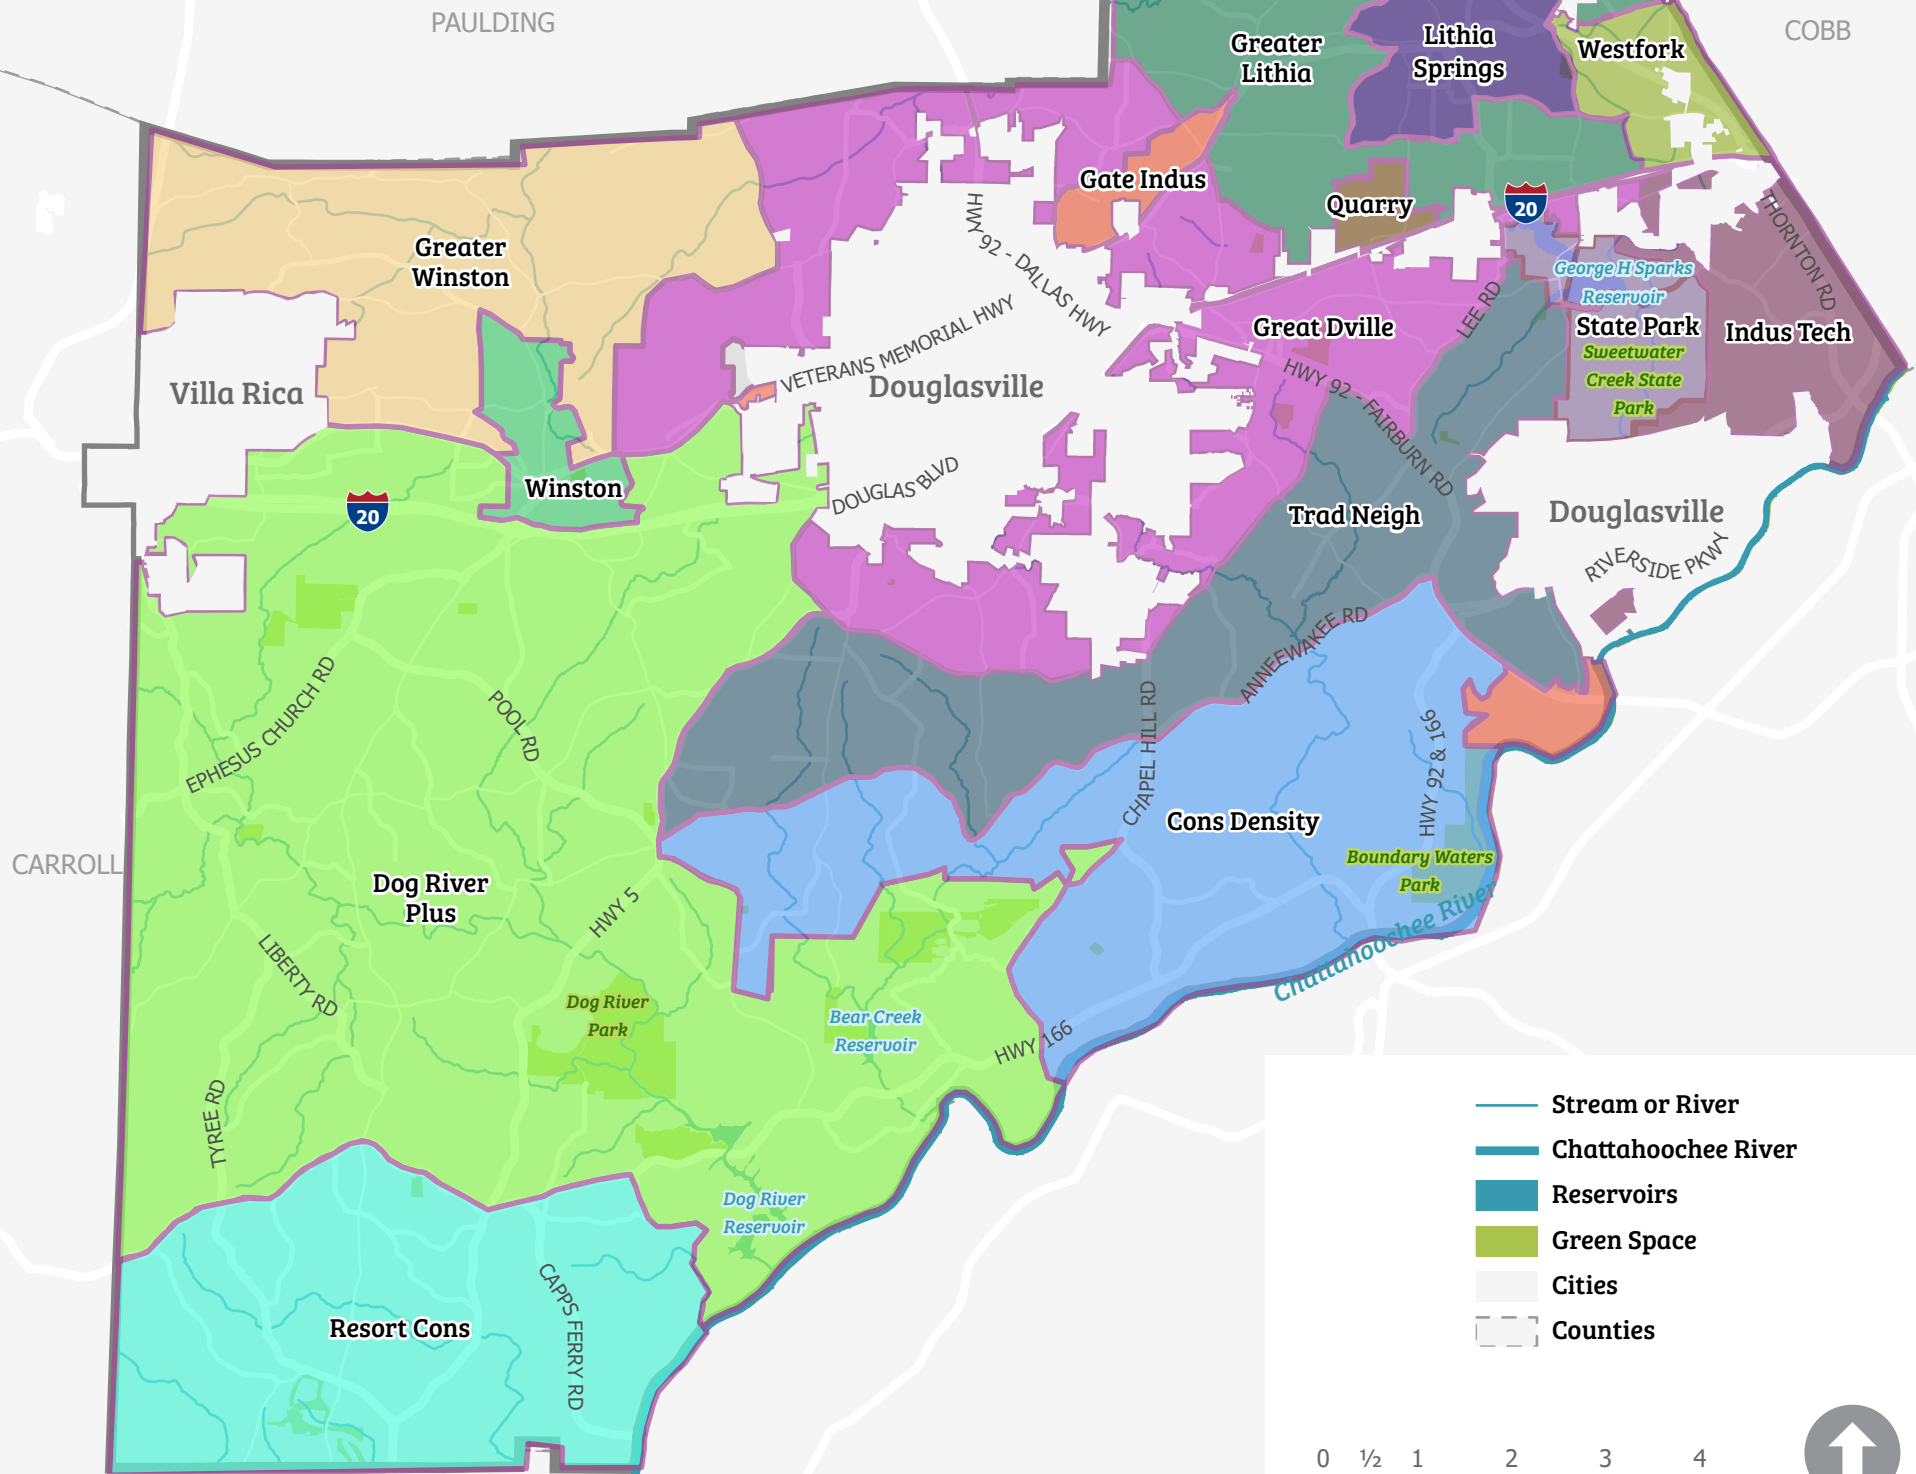 PAULDING
COBB
Greater
Lithia
Lithia
Springs
Westfork
Gate Indus
Quarry
20
THORNTON RD
HWY 92 - DALLAS HWY
Greater
Winston
George H Sparks
Reservoir
LEE RD
Great Dville
State Park
Indus Tech
VETERANS MEMORIAL HWY
Sweetwater
Creek State
Park
Villa Rica
Douglasville
HWY 92 - FAIRBURN RD
Winston
DOUGLAS BLVD
20
Trad Neigh
Douglasville
RIVERSIDE PKWY
ANNEEWAKEE RD
EPHESUS CHURCH RD
POOL RD
CHAPEL HILL RD
HWY 92 & 166
Cons Density
CARROLL
Boundary Waters
Park
Dog River
Plus
HWY 5
Chattahoochee River
LIBERTY RD
Dog River
Park
Bear Creek
Reservoir
HWY 166
TYREE RD
Dog River
Reservoir
CAPPS FERRY RD
Resort Cons
Stream or River
Chattahoochee River
Reservoirs
Green Space
Cities
Counties
0 ½ 1 2 3 4